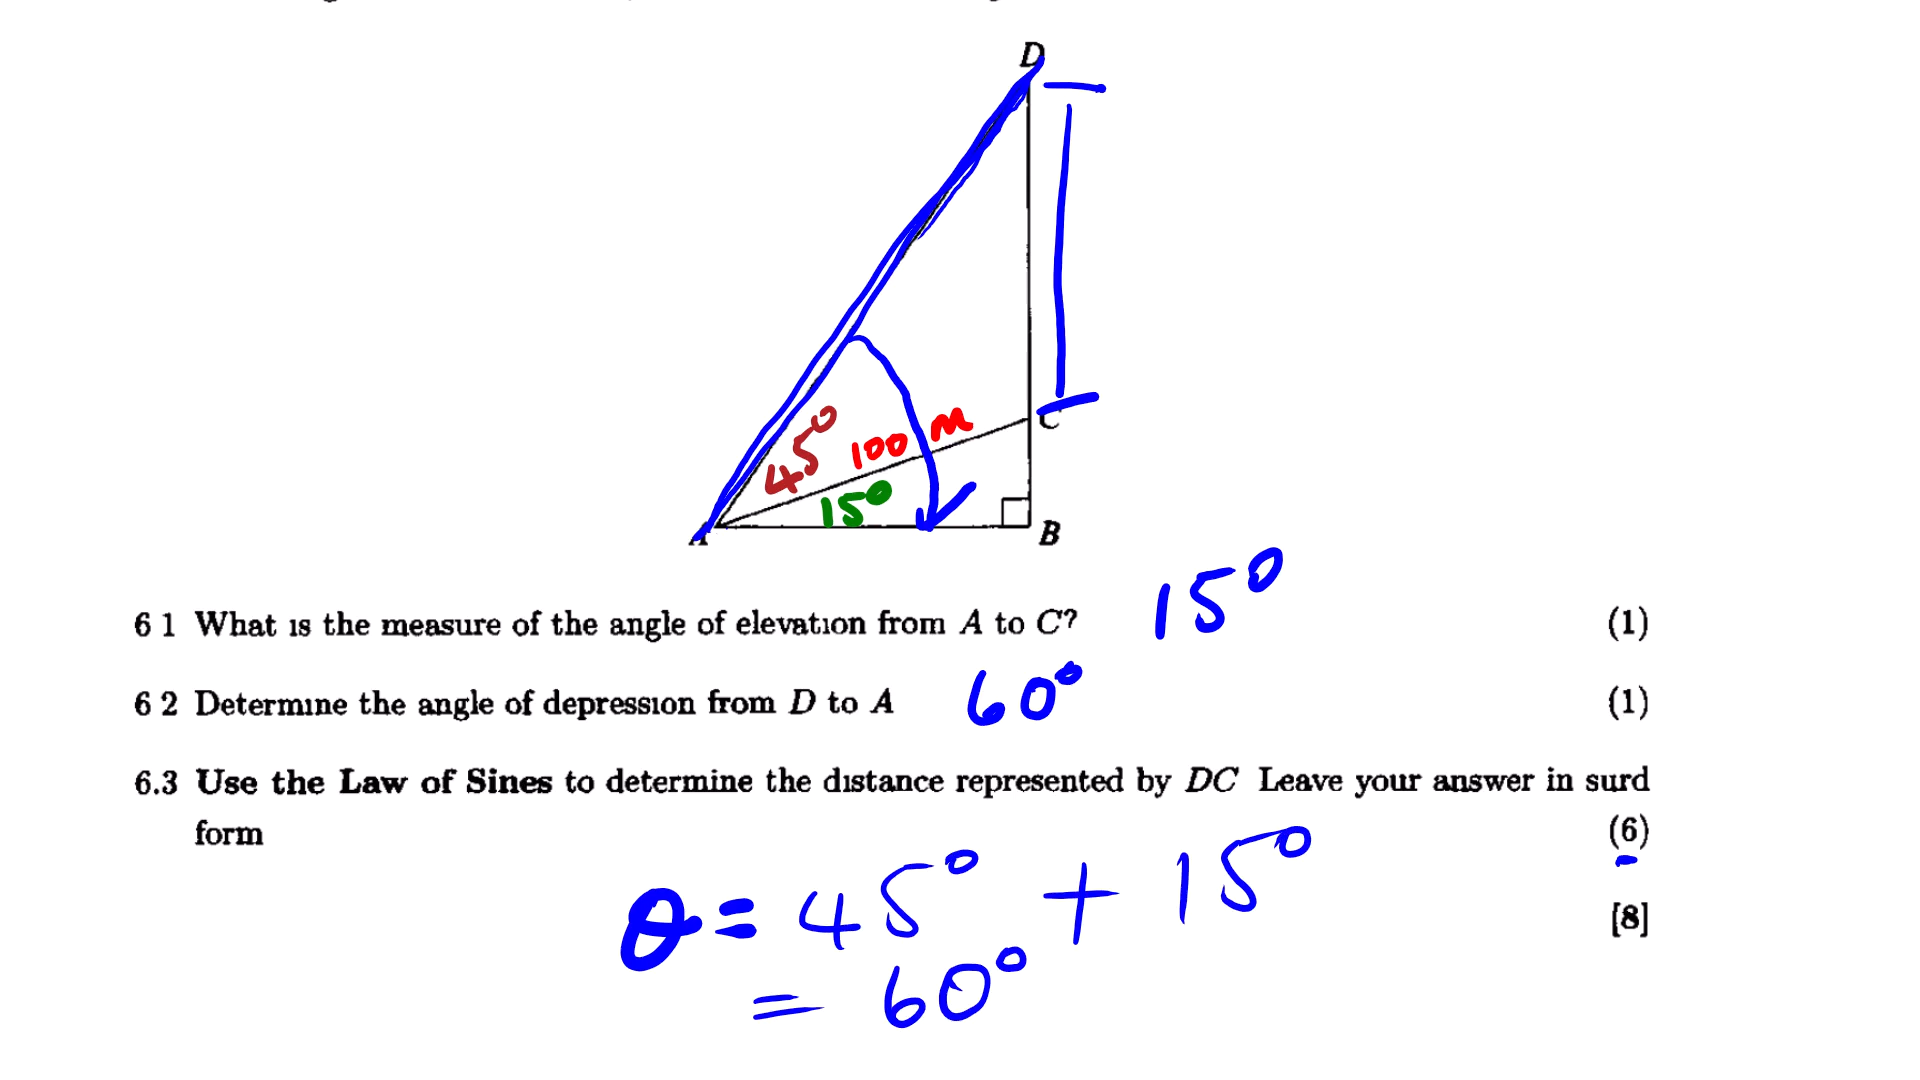 D
45°
100 m
C
15°
A
B
15°
6 1 What is the measure of the angle of elevation from A to C? (1)
6 2 Determine the angle of depression from D to A 60° (1)
6.3 Use the Law of Sines to determine the distance represented by DC Leave your answer in surd
form (6)
θ = 45° + 15°
[8]
= 60°